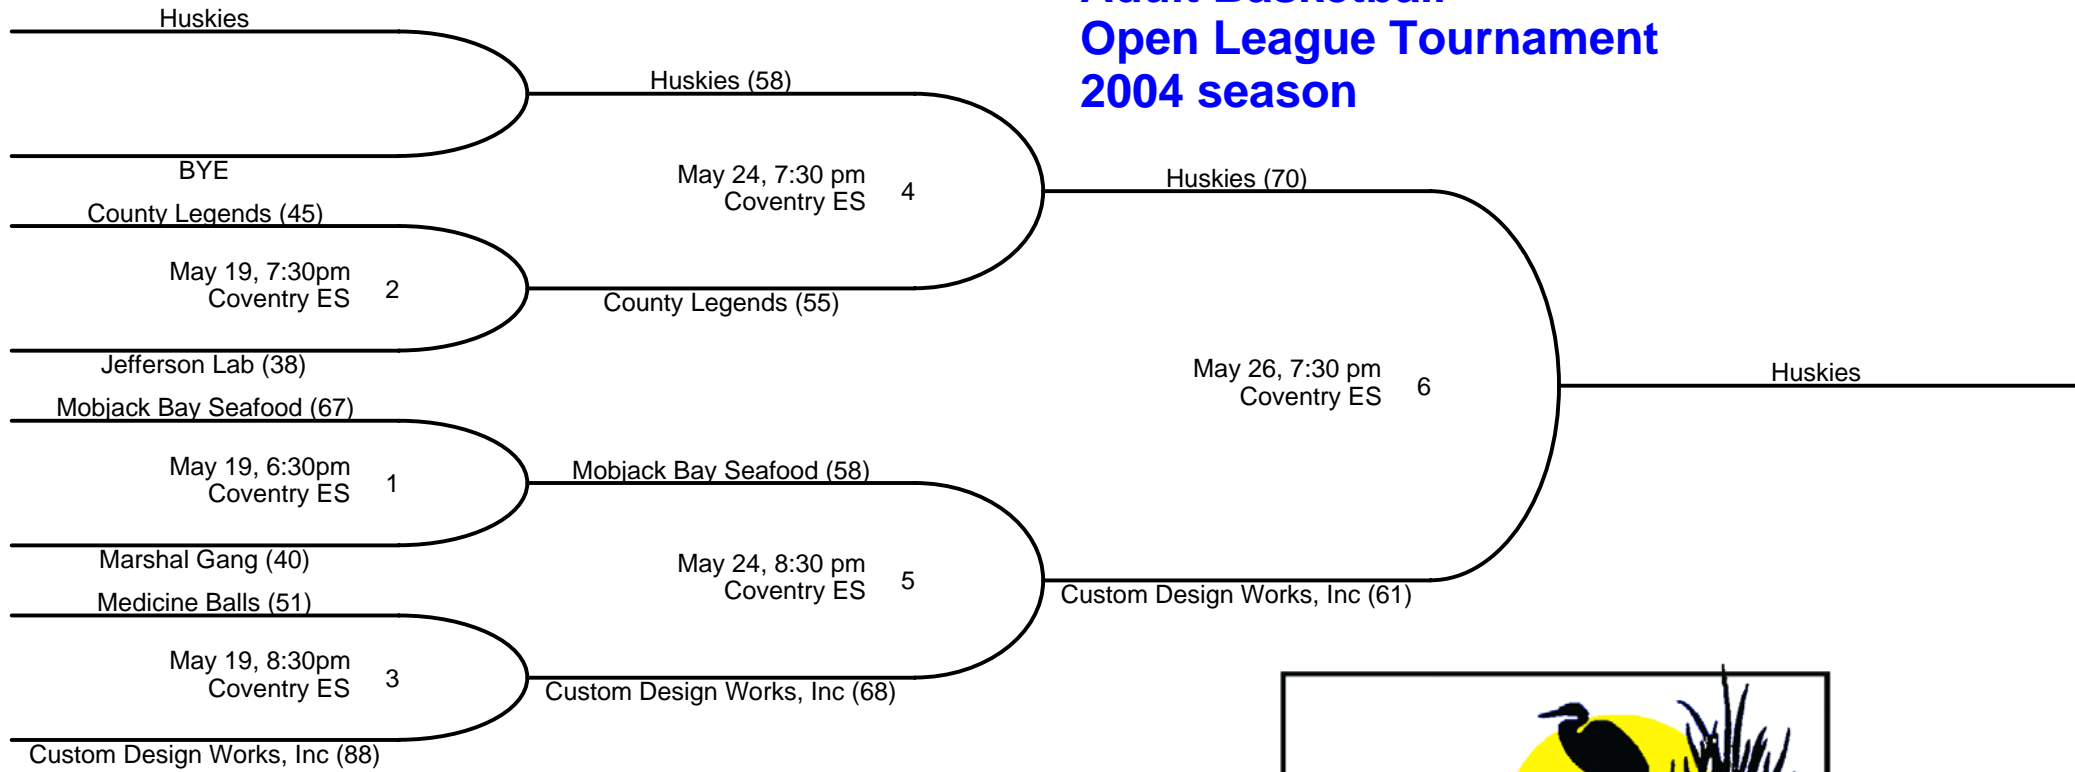 Adult Basketball
Open League Tournament
2004 season
Huskies
BYE
County Legends (45)
May 19, 7:30pm
Coventry ES
2
Jefferson Lab (38)
Mobjack Bay Seafood (67)
May 19, 6:30pm
Coventry ES
1
Marshal Gang (40)
Medicine Balls (51)
May 19, 8:30pm
Coventry ES
3
Custom Design Works, Inc (88)
Huskies (58)
May 24, 7:30 pm
Coventry ES
4
County Legends (55)
Mobjack Bay Seafood (58)
May 24, 8:30 pm
Coventry ES
5
Custom Design Works, Inc (68)
Huskies (70)
May 26, 7:30 pm
Coventry ES
6
Custom Design Works, Inc (61)
Huskies